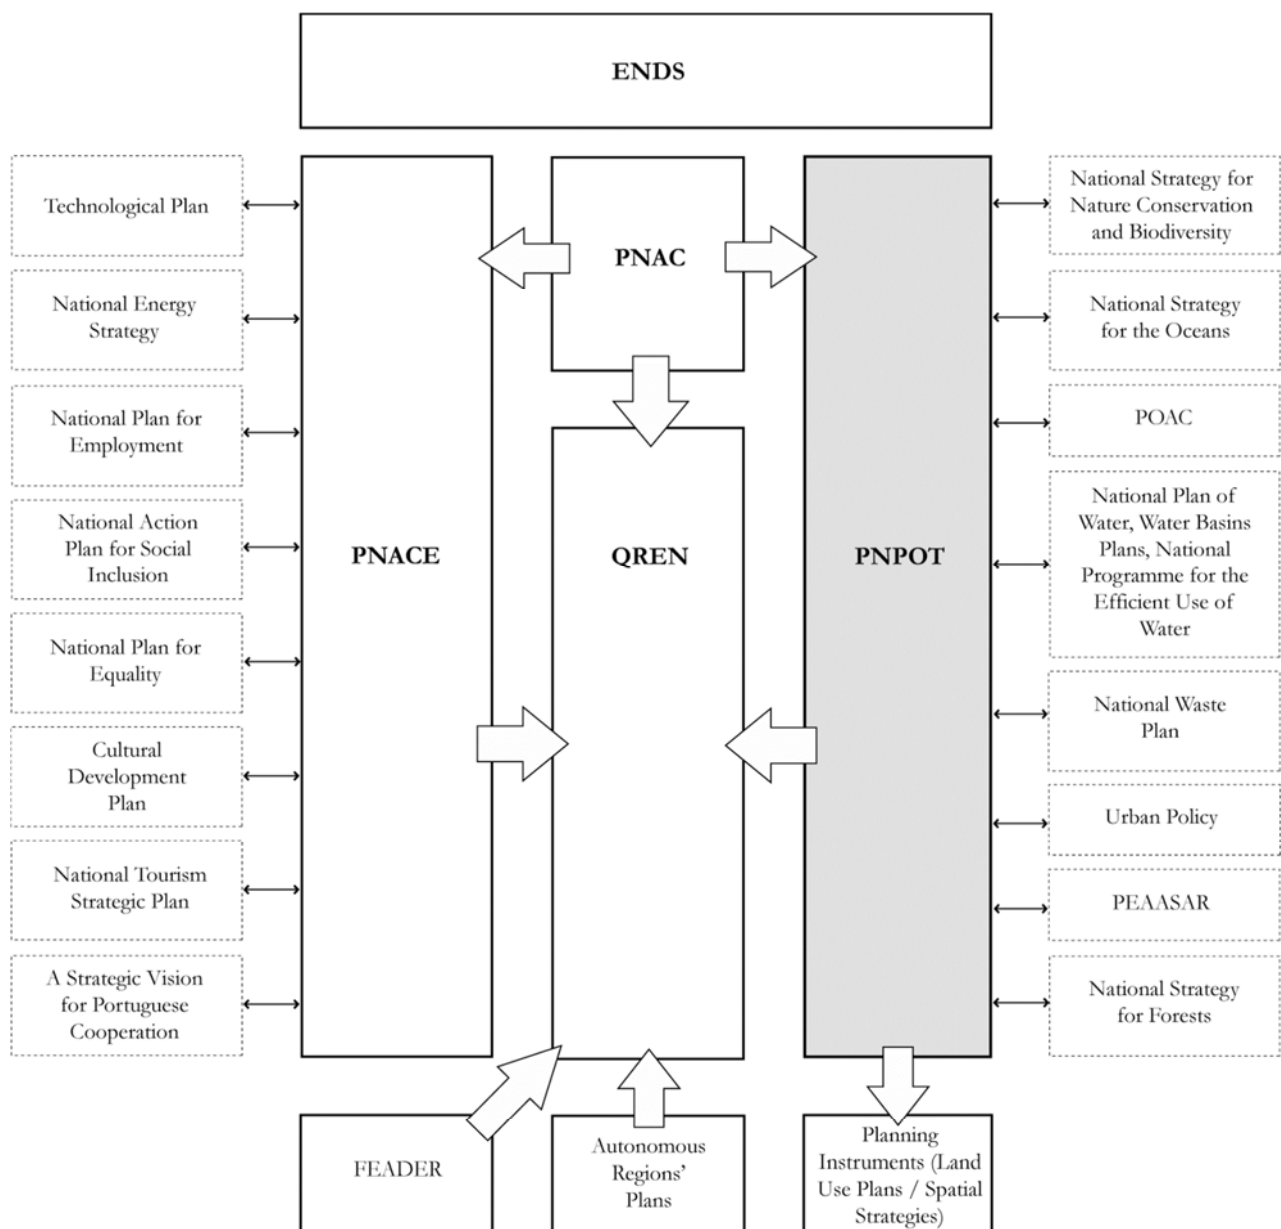 ENDS
Technological Plan
National Energy
Strategy
National Plan for
Employment
National Action
Plan for Social
Inclusion
National Plan for
Equality
Cultural
Development
Plan
National Tourism
Strategic Plan
A Strategic Vision
for Portuguese
Cooperation
PNACE
PNAC
QREN
PNPOT
National Strategy for
Nature Conservation
and Biodiversity
National Strategy
for the Oceans
POAC
National Plan of
Water, Water Basins
Plans, National
Programme for the
Efficient Use of
Water
National Waste
Plan
Urban Policy
PEAASAR
National Strategy
for Forests
FEADER
Autonomous
Regions'
Plans
Planning
Instruments (Land
Use Plans / Spatial
Strategies)